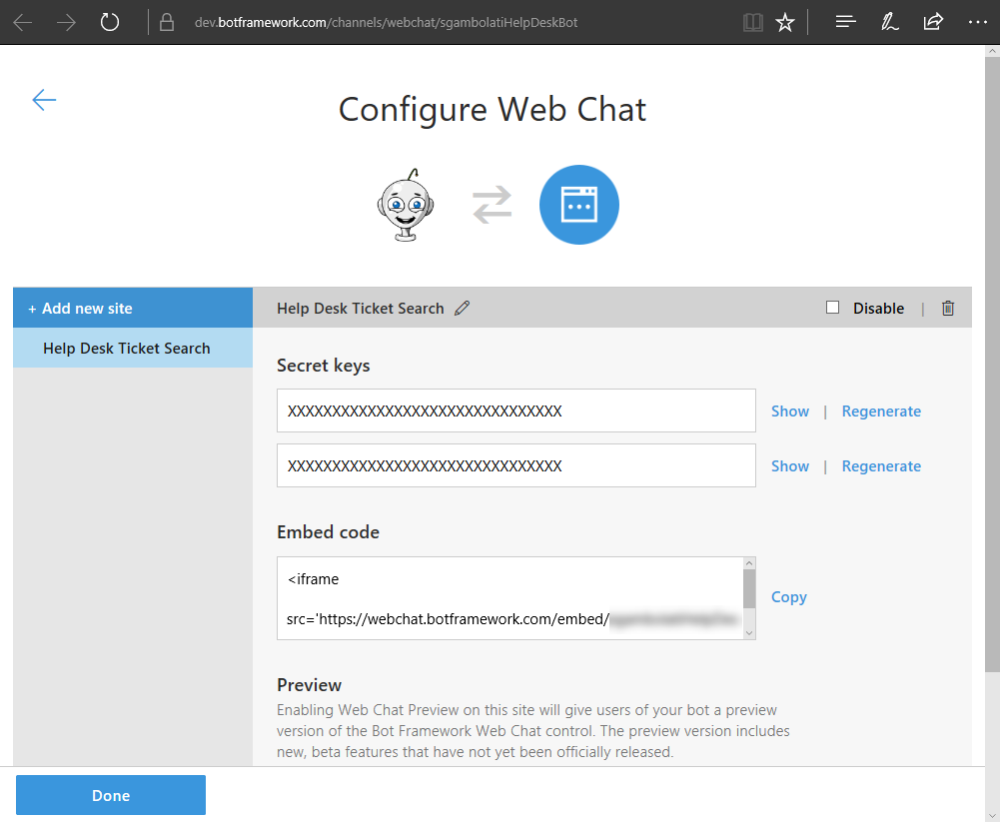 dev.botframework.com/channels/webchat/sgambolatiHelpDeskBot
Configure Web Chat
+ Add new site
Help Desk Ticket Search
Help Desk Ticket Search
Disable |
Secret keys
XXXXXXXXXXXXXXXXXXXXXXXXXXXXXXX
Show | Regenerate
XXXXXXXXXXXXXXXXXXXXXXXXXXXXXXX
Show | Regenerate
Embed code
<iframe
src='https://webchat.botframework.com/embed/
Copy
Preview
Enabling Web Chat Preview on this site will give users of your bot a preview
version of the Bot Framework Web Chat control. The preview version includes
new, beta features that have not yet been officially released.
Done